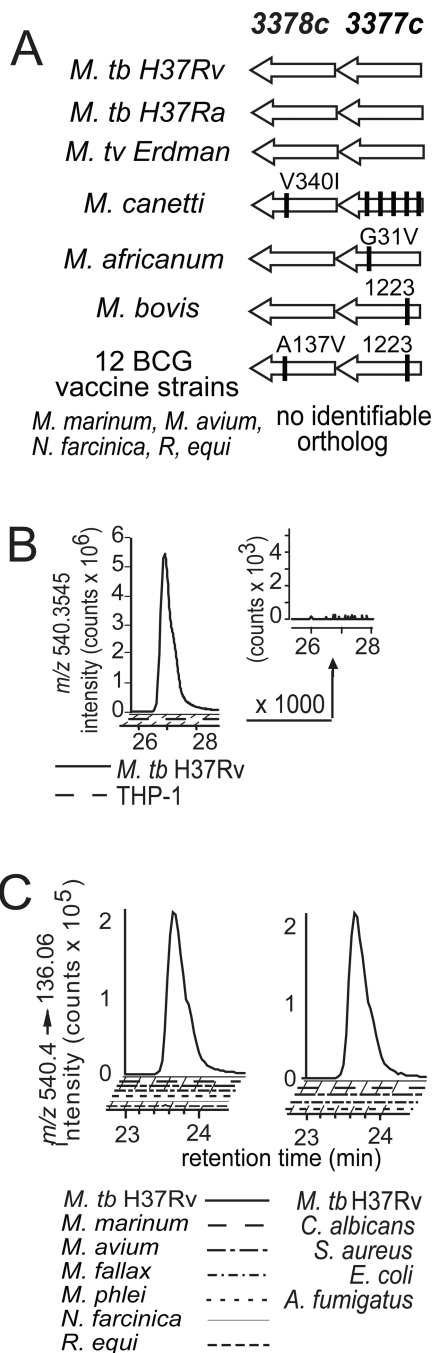 3378c 3377c
A
M. tb H37Rv
M. tb H37Ra
M. tv Erdman
V340I
M. canetti
G31V
M. africanum
1223
M. bovis
A137V 1223
12 BCG
vaccine strains
M. marinum, M. avium,
N. farcinica, R, equi
no identifiable
ortholog
B
m/z 540.3545
intensity (counts x 10⁶)
6
5
4
3
2
1
0
26 28
(counts x 10³)
4
2
0
26 28
x 1000
M. tb H37Rv
THP-1
C
m/z 540.4 → 136.06
intensity (counts x 10⁵)
2
1
0
23 24
2
1
0
23 24
retention time (min)
M. tb H37Rv M. tb H37Rv
M. marinum C. albicans
M. avium S. aureus
M. fallax E. coli
M. phlei A. fumigatus
N. farcinica
R. equi